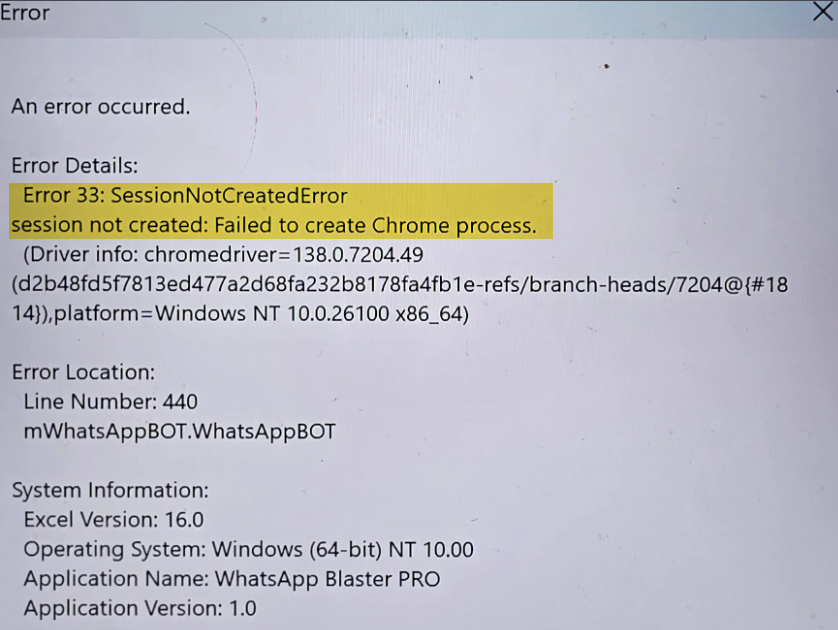 Error
An error occurred.
Error Details:
Error 33: SessionNotCreatedError
session not created: Failed to create Chrome process.
(Driver info: chromedriver=138.0.7204.49
(d2b48fd5f7813ed477a2d68fa232b8178fa4fb1e-refs/branch-heads/7204@{#18
14}),platform=Windows NT 10.0.26100 x86_64)
Error Location:
Line Number: 440
mWhatsAppBOT.WhatsAppBOT
System Information:
Excel Version: 16.0
Operating System: Windows (64-bit) NT 10.00
Application Name: WhatsApp Blaster PRO
Application Version: 1.0